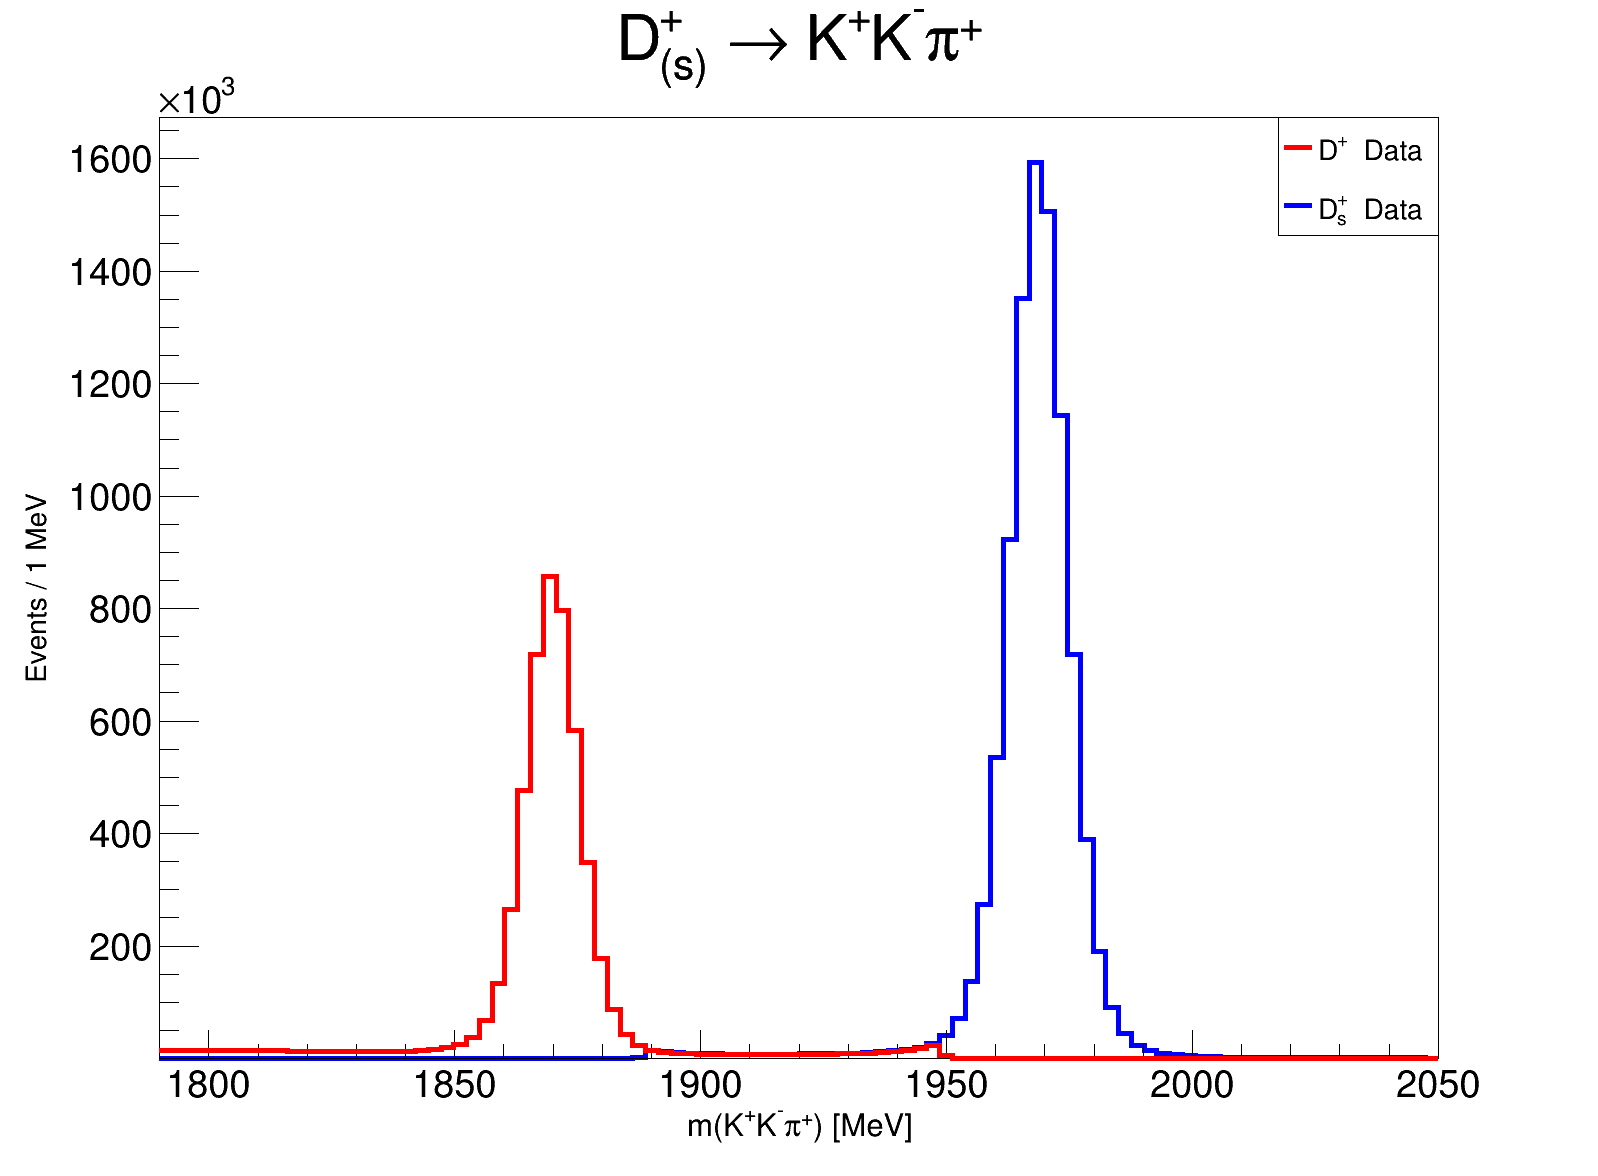 D⁺₍ₛ₎ → K⁺K⁻π⁺
×10³
1600
1400
1200
1000
800
600
400
200
Events / 1 MeV
D⁺ Data
Dₛ⁺ Data
1800 1850 1900 1950 2000 2050
m(K⁺K⁻π⁺) [MeV]